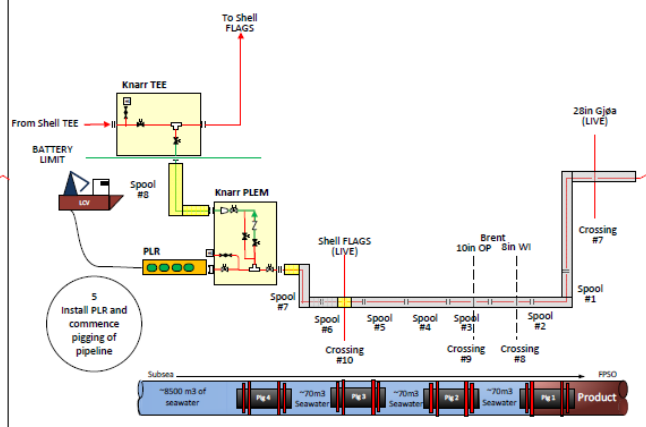 To Shell
FLAGS
Knarr TEE
From Shell TEE
28in Gjøa
(LIVE)
BATTERY
LIMIT
LCV
Spool
#8
Knarr PLEM
PLR
Shell FLAGS
(LIVE)
Brent
10in OP
8in WI
Crossing
#7
5
Install PLR and
commence
pigging of
pipeline
Spool
#7
Spool
#6
Spool
#5
Spool
#4
Spool
#3
Spool
#2
Spool
#1
Crossing
#10
Crossing
#9
Crossing
#8
Subsea
FPSO
~8500 m3 of
seawater
Pig 4
~70m3
Seawater
Pig 3
~70m3
Seawater
Pig 2
~70m3
Seawater
Pig 1
Product